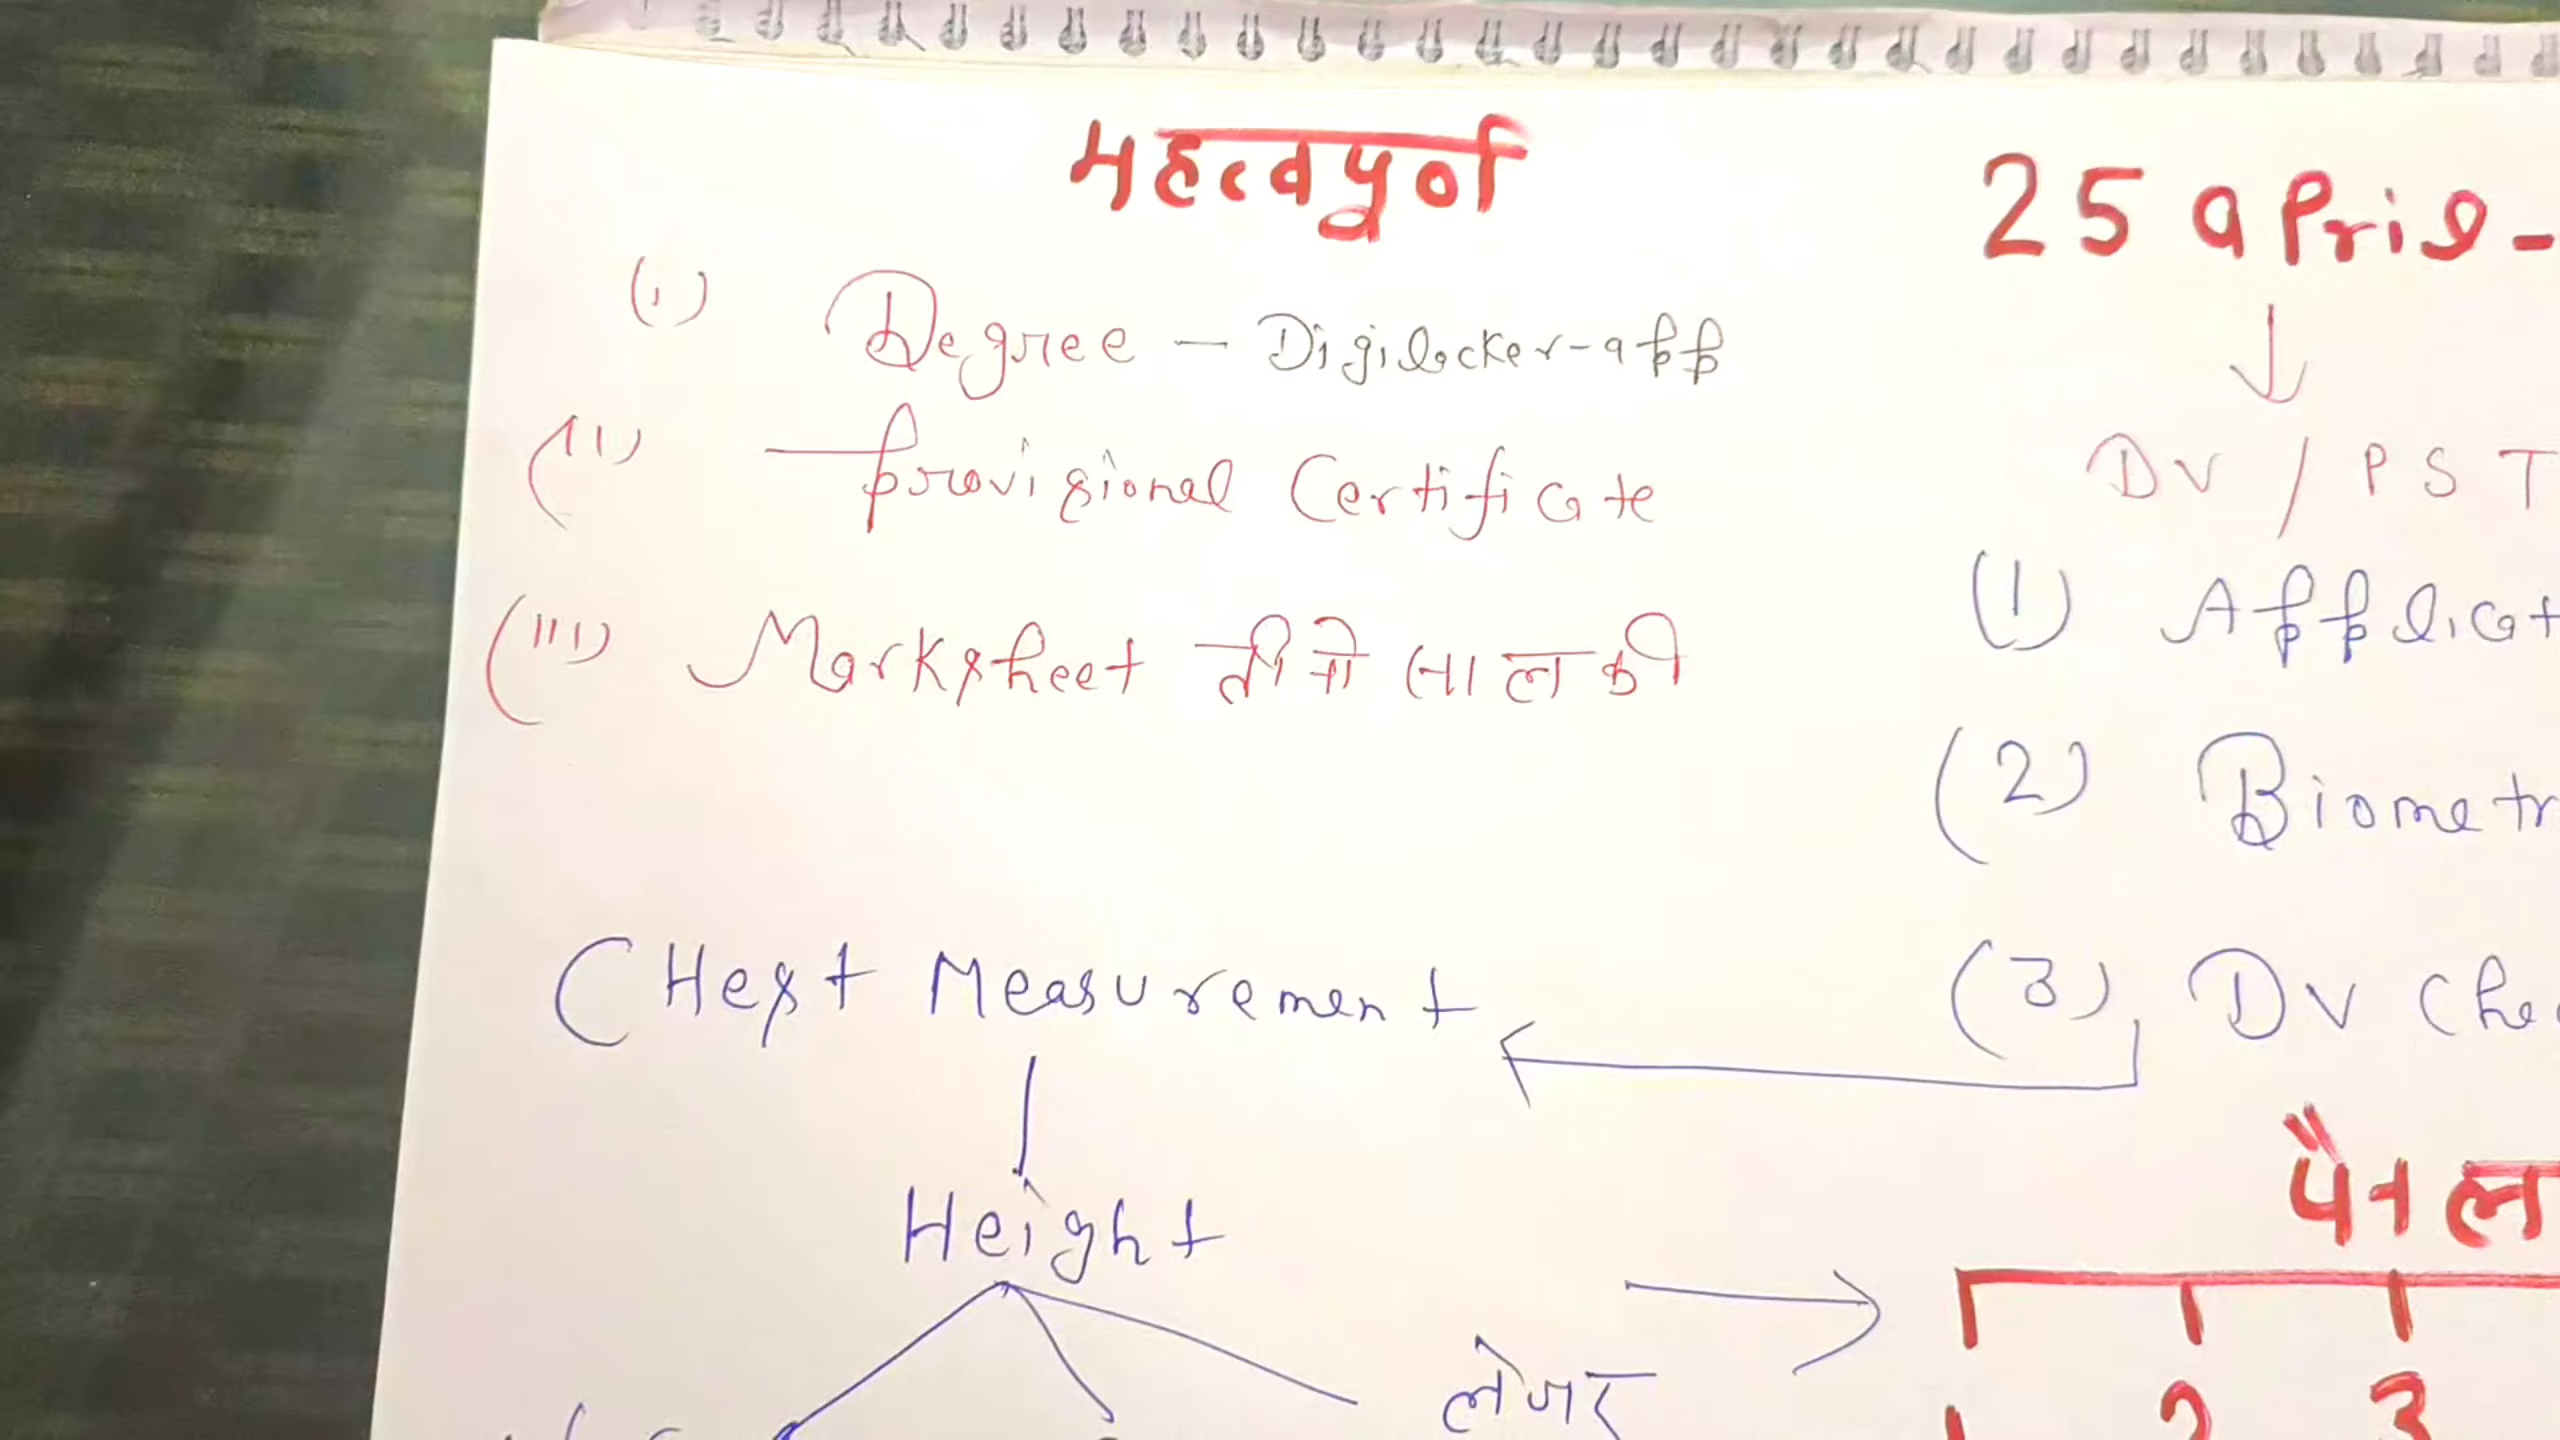 महत्वपूर्ण
(i) Degree - Digilocker-app
(ii) Provisional Certificate
(iii) Marksheet तीनो साल की
CHest Measurement
Height
लेजर
25 april -
DV / PST
(1) Applicat
(2) Biometr
(3) DV Che
पैनल
1 2 3